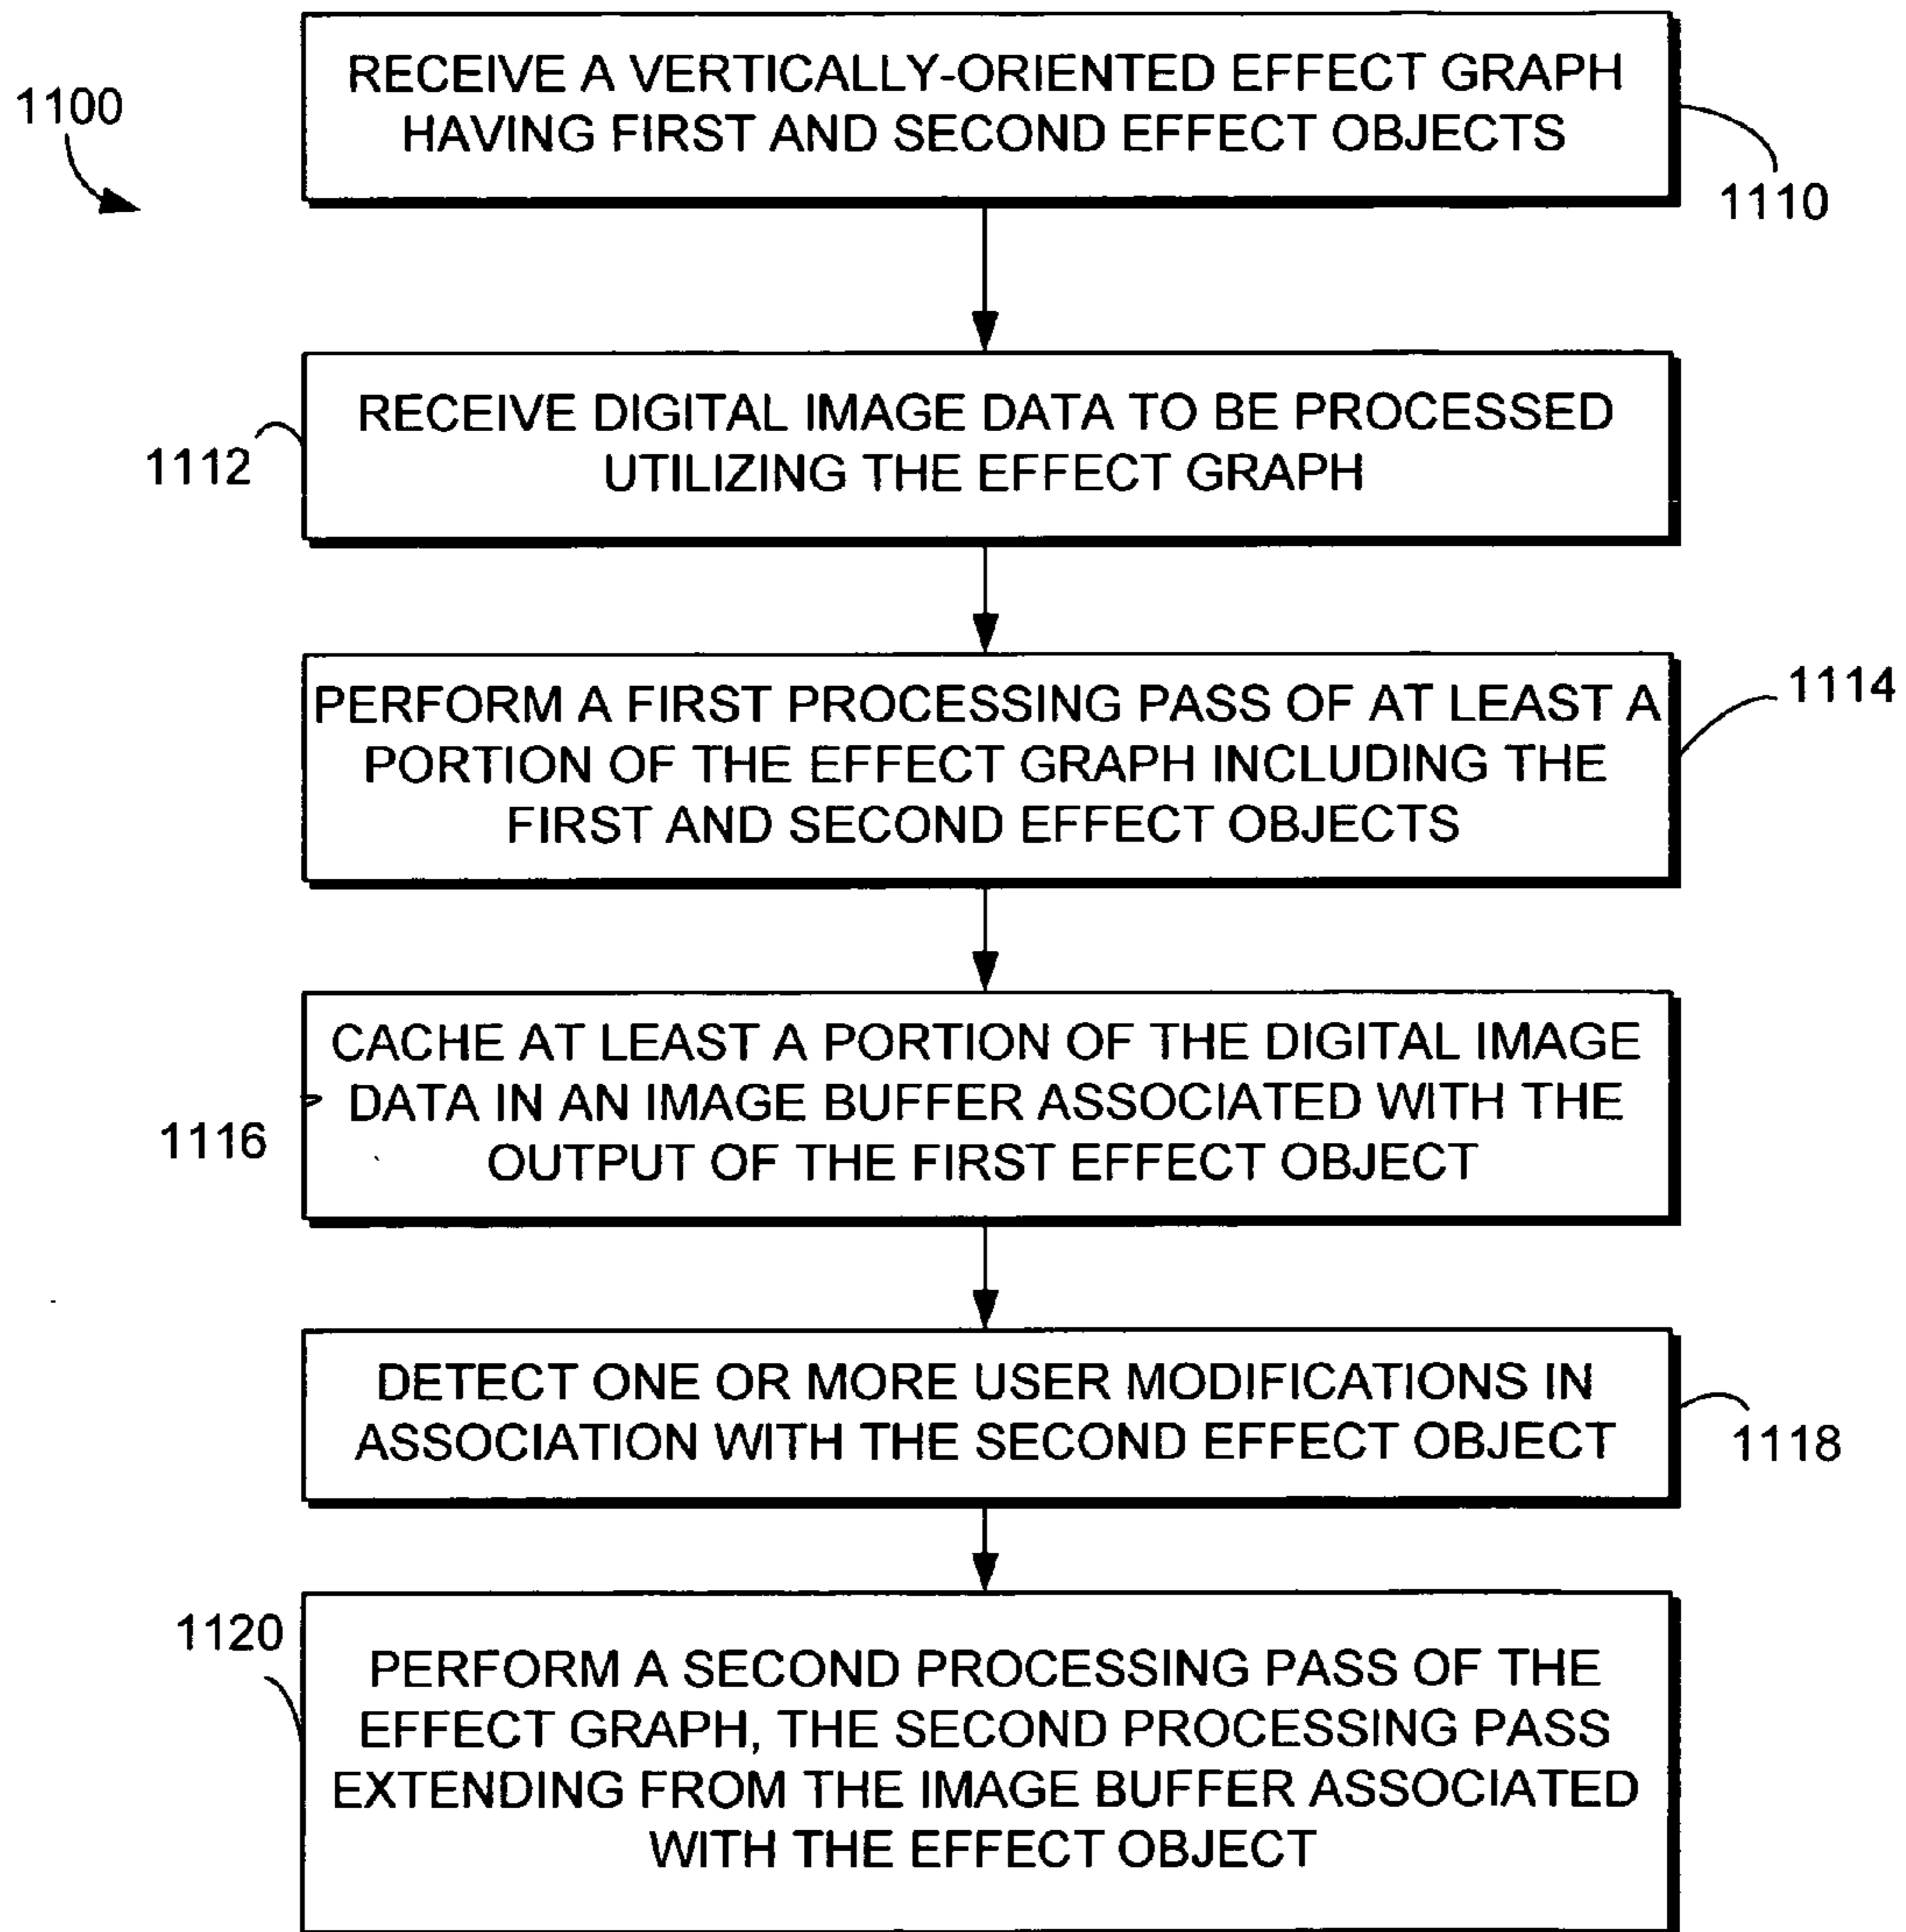 1100
RECEIVE A VERTICALLY-ORIENTED EFFECT GRAPH
HAVING FIRST AND SECOND EFFECT OBJECTS
1110
RECEIVE DIGITAL IMAGE DATA TO BE PROCESSED
UTILIZING THE EFFECT GRAPH
1112
PERFORM A FIRST PROCESSING PASS OF AT LEAST A
PORTION OF THE EFFECT GRAPH INCLUDING THE
FIRST AND SECOND EFFECT OBJECTS
1114
CACHE AT LEAST A PORTION OF THE DIGITAL IMAGE
DATA IN AN IMAGE BUFFER ASSOCIATED WITH THE
OUTPUT OF THE FIRST EFFECT OBJECT
1116
DETECT ONE OR MORE USER MODIFICATIONS IN
ASSOCIATION WITH THE SECOND EFFECT OBJECT
1118
1120
PERFORM A SECOND PROCESSING PASS OF THE
EFFECT GRAPH, THE SECOND PROCESSING PASS
EXTENDING FROM THE IMAGE BUFFER ASSOCIATED
WITH THE EFFECT OBJECT